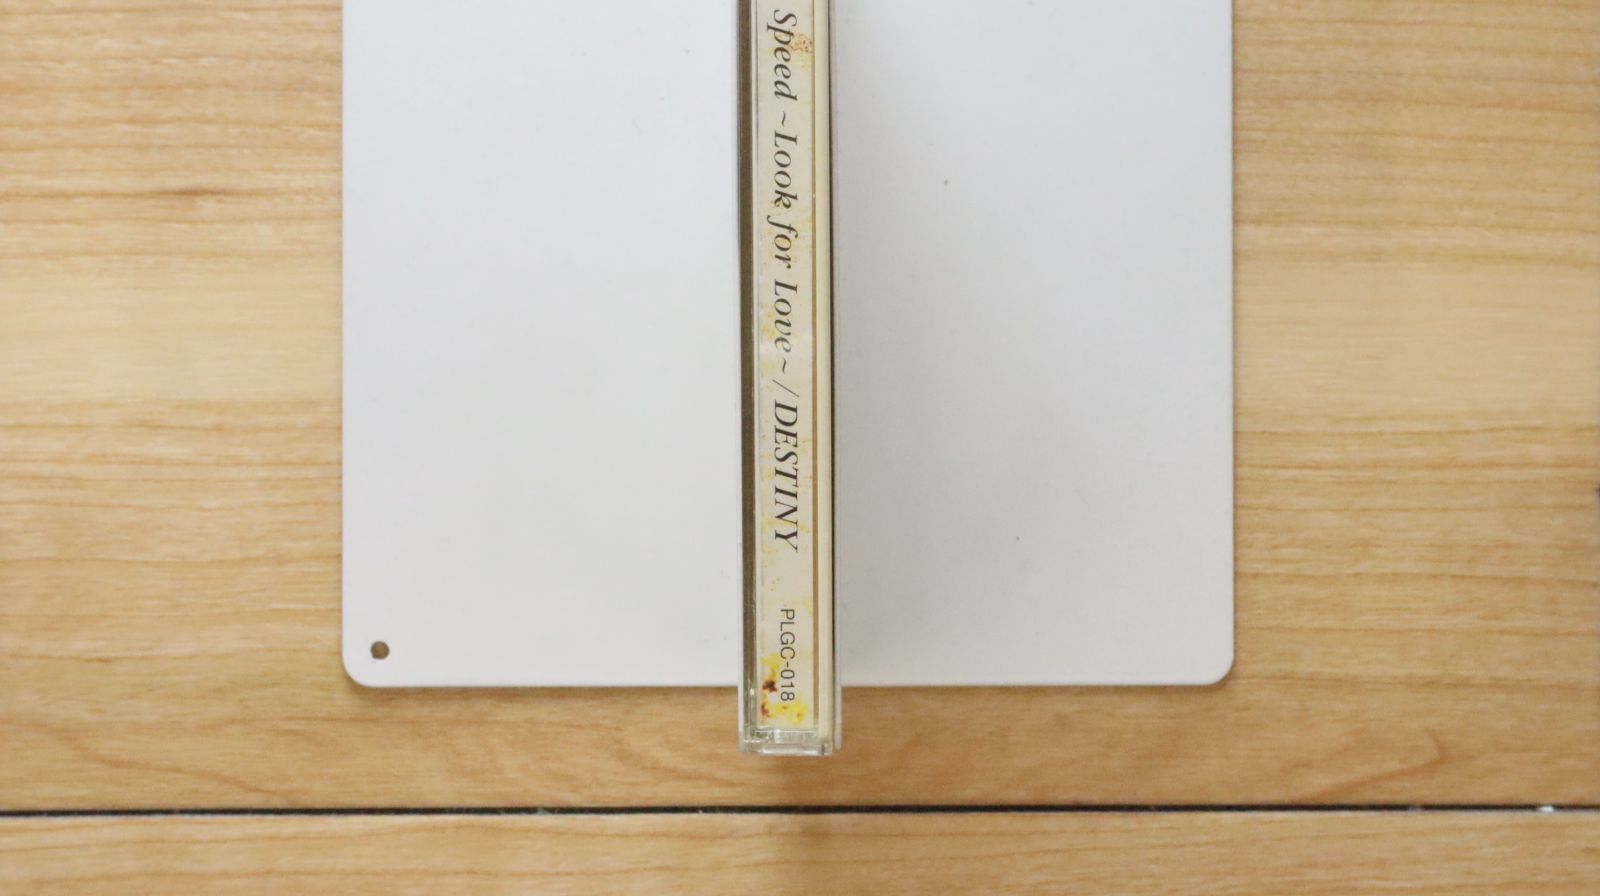 Speed ~Look for Love~/DESTINY PLGC-018